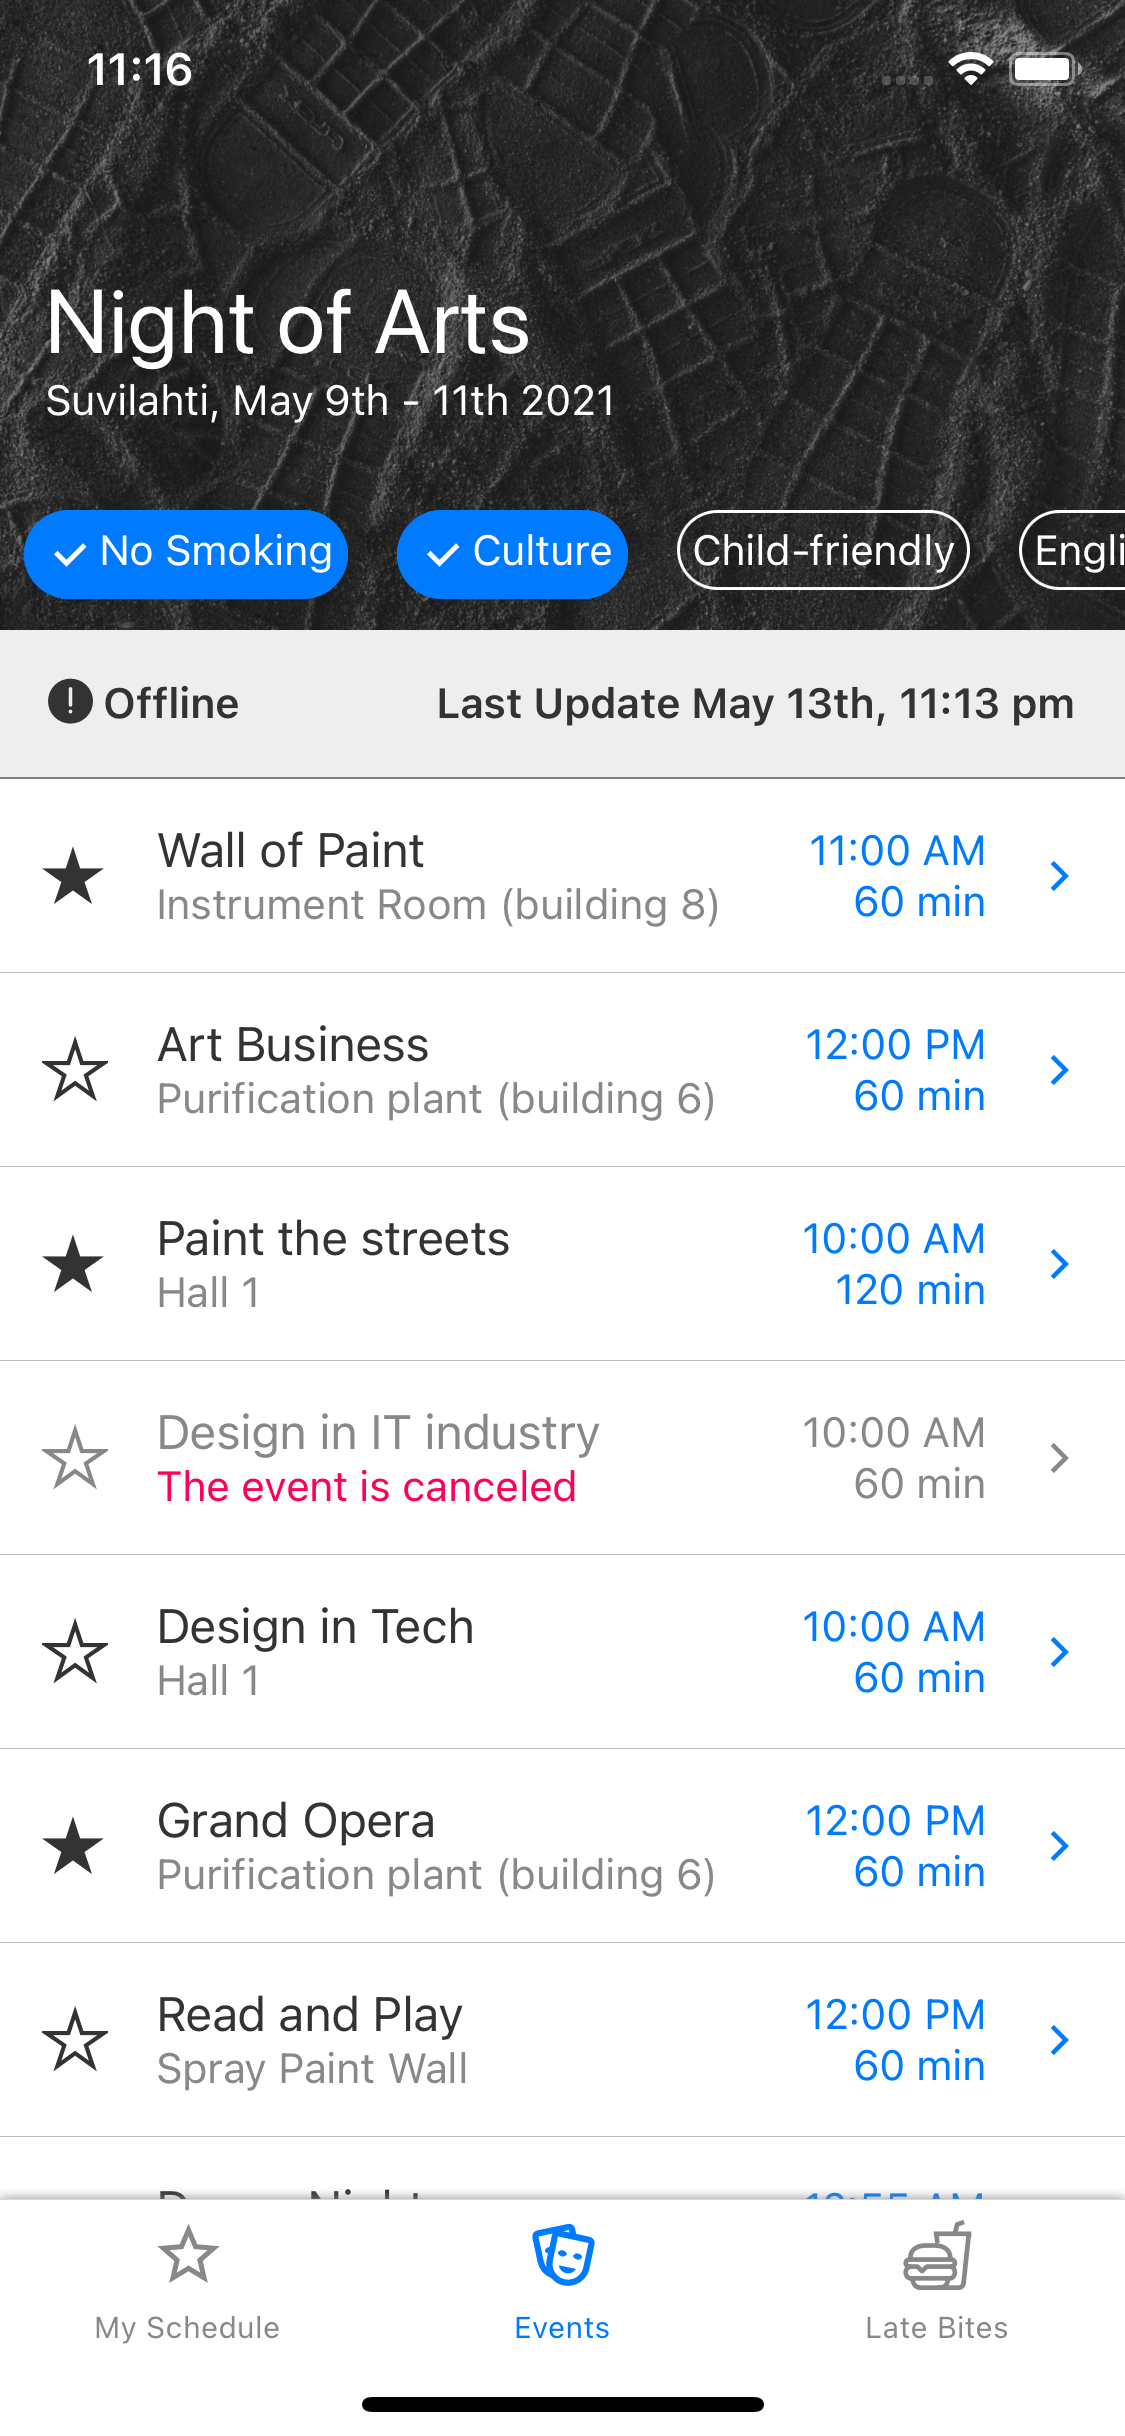 11:16
Night of Arts
Suvilahti, May 9th - 11th 2021
No Smoking
Culture
Child-friendly
Engli
Offline
Last Update May 13th, 11:13 pm
Wall of Paint
11:00 AM
Instrument Room (building 8)
60 min
Art Business
12:00 PM
Purification plant (building 6)
60 min
Paint the streets
10:00 AM
Hall 1
120 min
Design in IT industry
10:00 AM
The event is canceled
60 min
Design in Tech
10:00 AM
Hall 1
60 min
Grand Opera
12:00 PM
Purification plant (building 6)
60 min
Read and Play
12:00 PM
Spray Paint Wall
60 min
My Schedule
Events
Late Bites